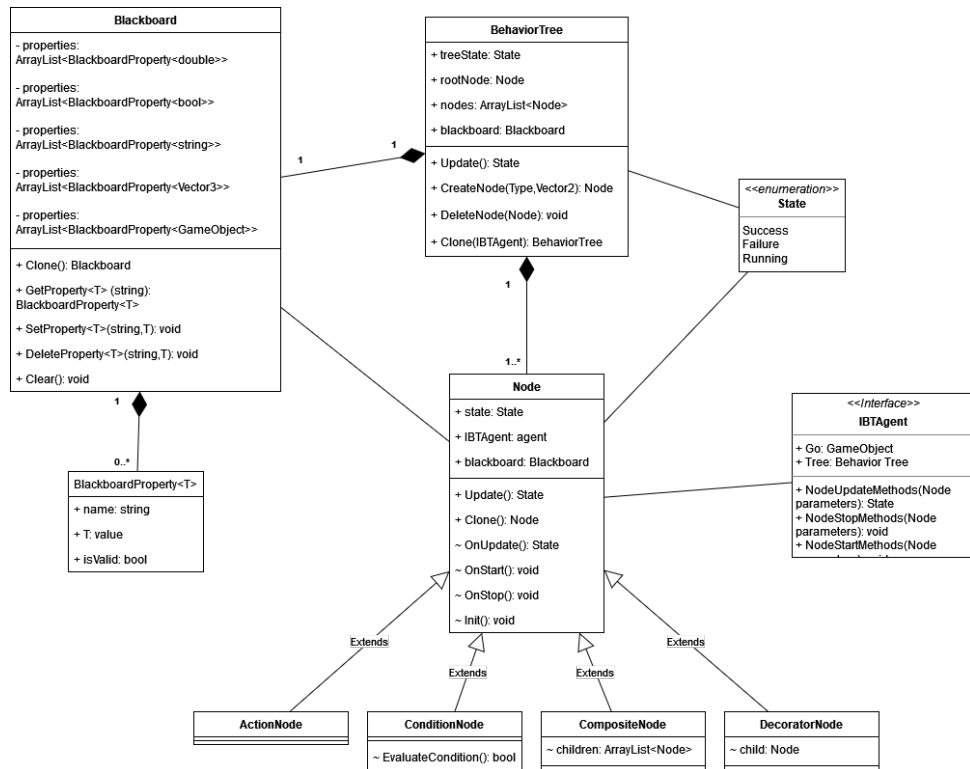 Blackboard
- properties:
ArrayList<BlackboardProperty<double>>
- properties:
ArrayList<BlackboardProperty<bool>>
- properties:
ArrayList<BlackboardProperty<string>>
- properties:
ArrayList<BlackboardProperty<Vector3>>
- properties:
ArrayList<BlackboardProperty<GameObject>>
+ Clone(): Blackboard
+ GetProperty<T> (string):
BlackboardProperty<T>
+ SetProperty<T>(string,T): void
+ DeleteProperty<T>(string,T): void
+ Clear(): void
1
1
BehaviorTree
+ treeState: State
+ rootNode: Node
+ nodes: ArrayList<Node>
+ blackboard: Blackboard
+ Update(): State
+ CreateNode(Type,Vector2): Node
+ DeleteNode(Node): void
+ Clone(IBTAgent): BehaviorTree
<<enumeration>>
State
Success
Failure
Running
1
1..*
1
0..*
BlackboardProperty<T>
+ name: string
+ T: value
+ isValid: bool
Node
+ state: State
+ IBTAgent: agent
+ blackboard: Blackboard
+ Update(): State
+ Clone(): Node
~ OnUpdate(): State
~ OnStart(): void
~ OnStop(): void
~ Init(): void
<<Interface>>
IBTAgent
+ Go: GameObject
+ Tree: Behavior Tree
+ NodeUpdateMethods(Node
parameters): State
+ NodeStopMethods(Node
parameters): void
+ NodeStartMethods(Node
Extends
Extends
Extends
Extends
ActionNode
ConditionNode
~ EvaluateCondition(): bool
CompositeNode
~ children: ArrayList<Node>
DecoratorNode
~ child: Node